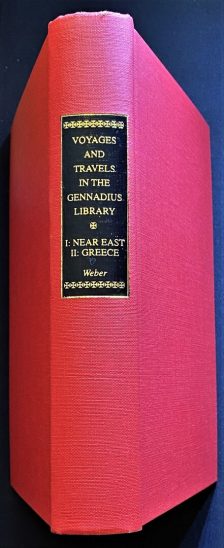 VOYAGES
AND
TRAVELS
IN THE
GENNADIUS
LIBRARY
I: NEAR EAST
II: GREECE
Weber